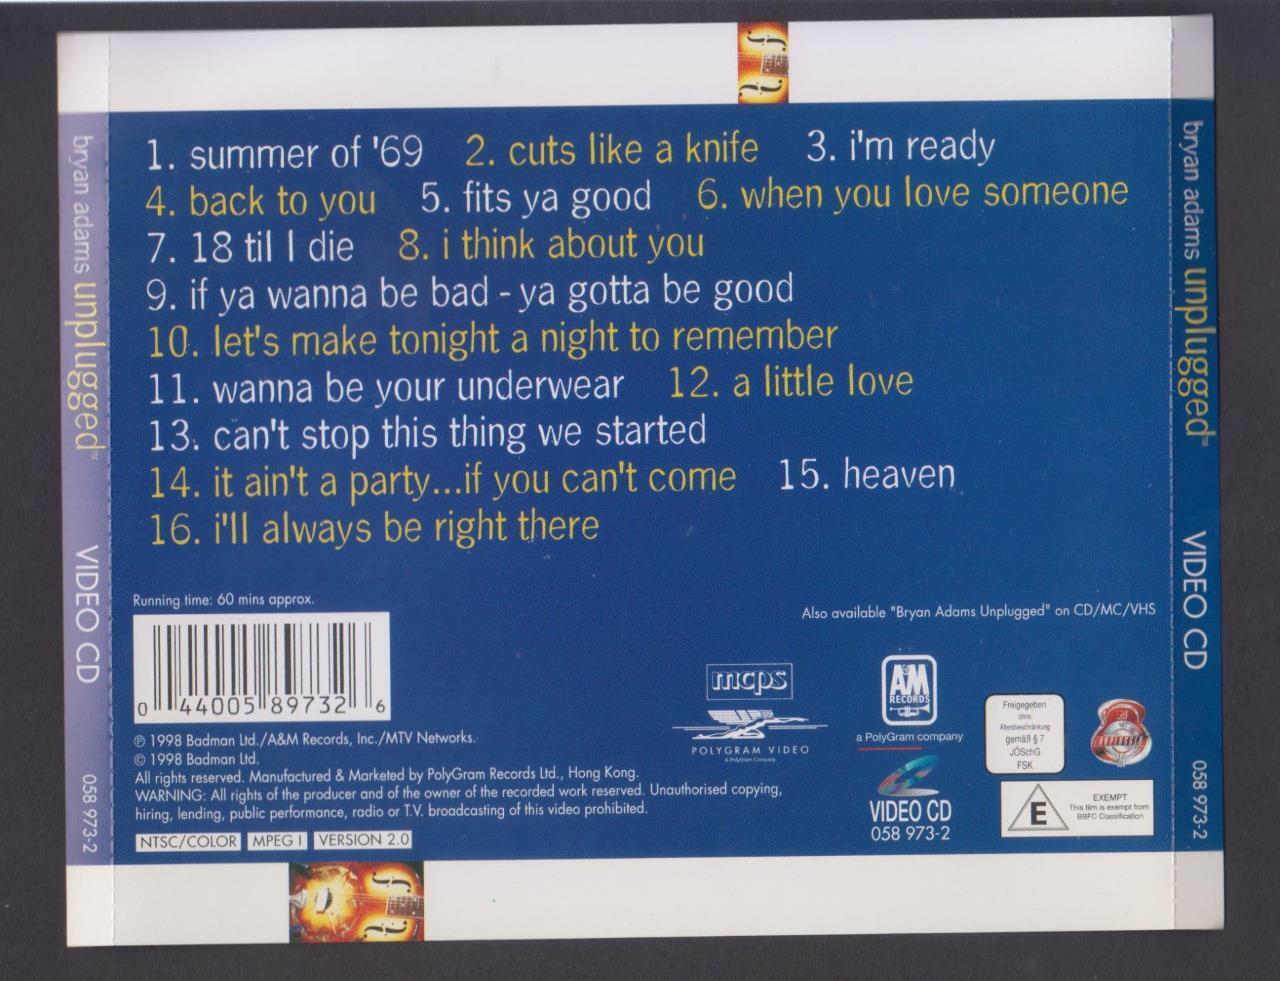 1. summer of '69 2. cuts like a knife 3. i'm ready
4. back to you 5. fits ya good 6. when you love someone
7. 18 til I die 8. i think about you
9. if ya wanna be bad - ya gotta be good
10. let's make tonight a night to remember
11. wanna be your underwear 12. a little love
13. can't stop this thing we started
14. it ain't a party...if you can't come 15. heaven
16. i'll always be right there
Running time: 60 mins approx.
Also available "Bryan Adams Unplugged" on CD/MC/VHS
0 44005 89732 6
℗ 1998 Badman Ltd./A&M Records, Inc./MTV Networks.
© 1998 Badman Ltd.
All rights reserved. Manufactured & Marketed by PolyGram Records Ltd., Hong Kong.
WARNING: All rights of the producer and of the owner of the recorded work reserved. Unauthorised copying,
hiring, lending, public performance, radio or T.V. broadcasting of this video prohibited.
NTSC/COLOR MPEG I VERSION 2.0
mcps
POLYGRAM VIDEO
A PolyGram Company
A&M
RECORDS
a PolyGram company
VIDEO CD
058 973-2
Freigegeben
ohne
Altersbeschränkung
gemäß § 7
JÖSchG
FSK
E
EXEMPT
This film is exempt from
BBFC Classification
bryan adams unplugged™ VIDEO CD 058 973-2
bryan adams unplugged™ VIDEO CD 058 973-2